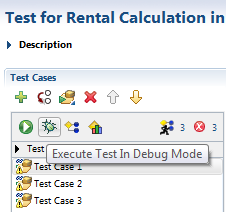 Test for Rental Calculation in
Description
Test Cases
3 3
Test
Execute Test In Debug Mode
Test Case 1
Test Case 2
Test Case 3